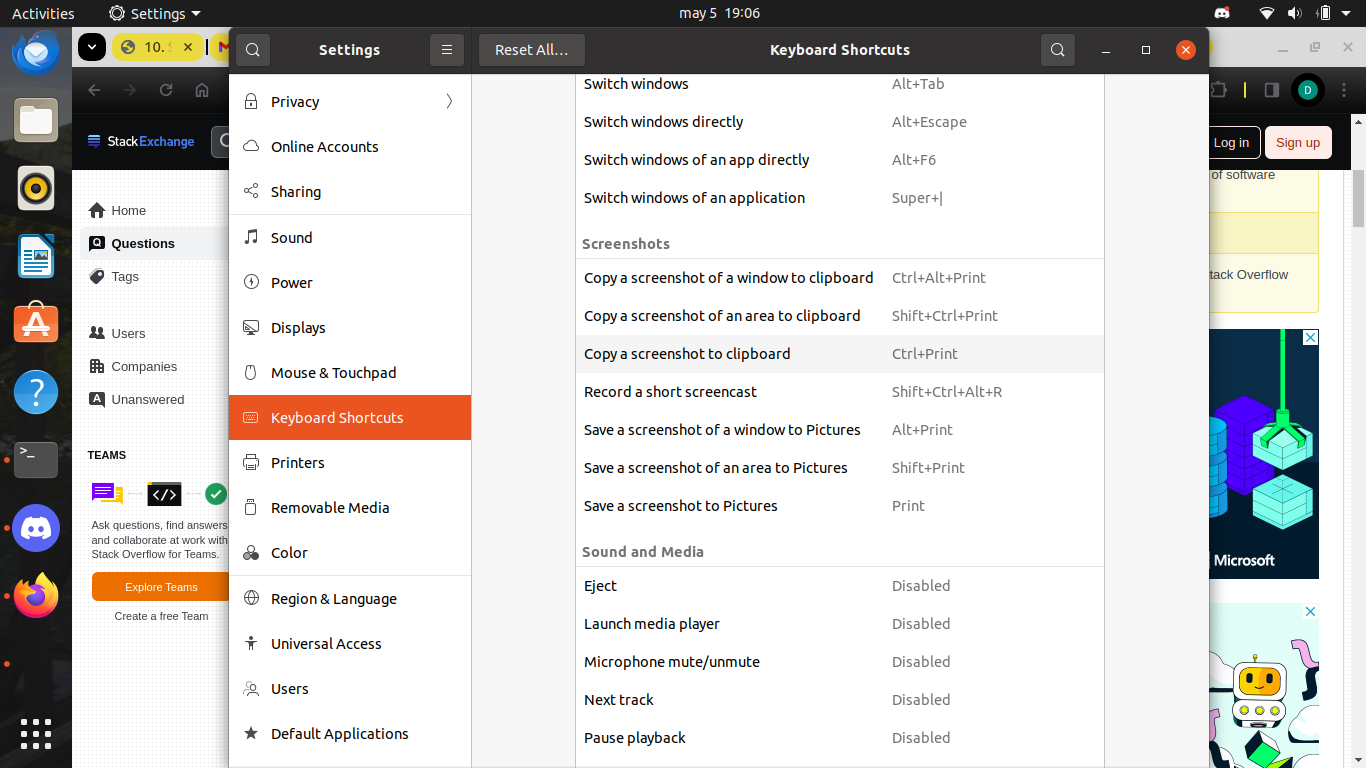 Activities
Settings
may 5 19:06
10.
Settings
Reset All…
Keyboard Shortcuts
D
StackExchange
Log in
Sign up
Home
Questions
Tags
Users
Companies
Unanswered
TEAMS
Ask questions, find answers
and collaborate at work with
Stack Overflow for Teams.
Explore Teams
Create a free Team
Privacy
Online Accounts
Sharing
Sound
Power
Displays
Mouse & Touchpad
Keyboard Shortcuts
Printers
Removable Media
Color
Region & Language
Universal Access
Users
Default Applications
Switch windows Alt+Tab
Switch windows directly Alt+Escape
Switch windows of an app directly Alt+F6
Switch windows of an application Super+|
Screenshots
Copy a screenshot of a window to clipboard Ctrl+Alt+Print
Copy a screenshot of an area to clipboard Shift+Ctrl+Print
Copy a screenshot to clipboard Ctrl+Print
Record a short screencast Shift+Ctrl+Alt+R
Save a screenshot of a window to Pictures Alt+Print
Save a screenshot of an area to Pictures Shift+Print
Save a screenshot to Pictures Print
Sound and Media
Eject Disabled
Launch media player Disabled
Microphone mute/unmute Disabled
Next track Disabled
Pause playback Disabled
of software
tack Overflow
Microsoft